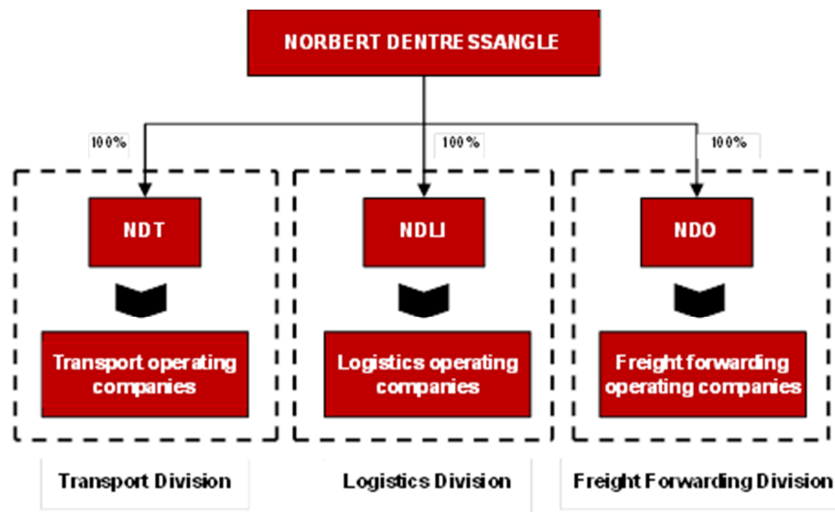 NORBERT DENTRESSANGLE
100%
100%
100%
NDT
NDLI
NDO
Transport operating
companies
Logistics operating
companies
Freight forwarding
operating companies
Transport Division
Logistics Division
Freight Forwarding Division